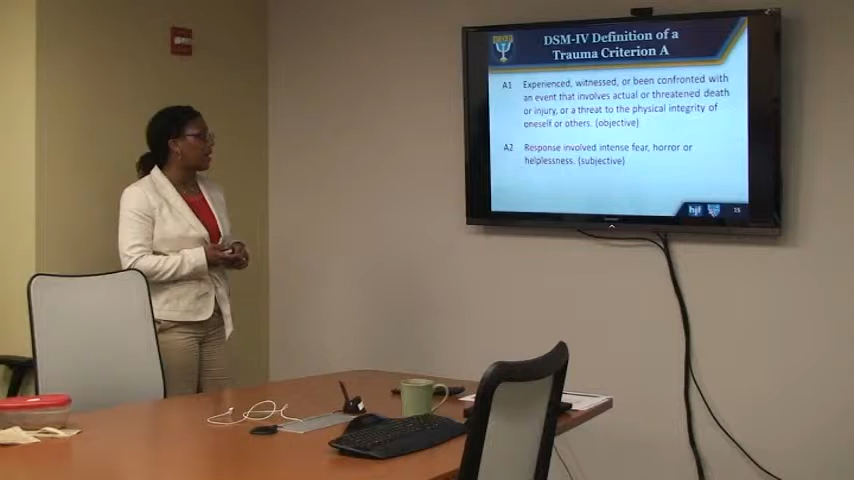 DSM-IV Definition of a
Trauma Criterion A
A1 Experienced, witnessed, or been confronted with
an event that involves actual or threatened death
or injury, or a threat to the physical integrity of
oneself or others. (objective)
A2 Response involved intense fear, horror or
helplessness. (subjective)
hjf
15